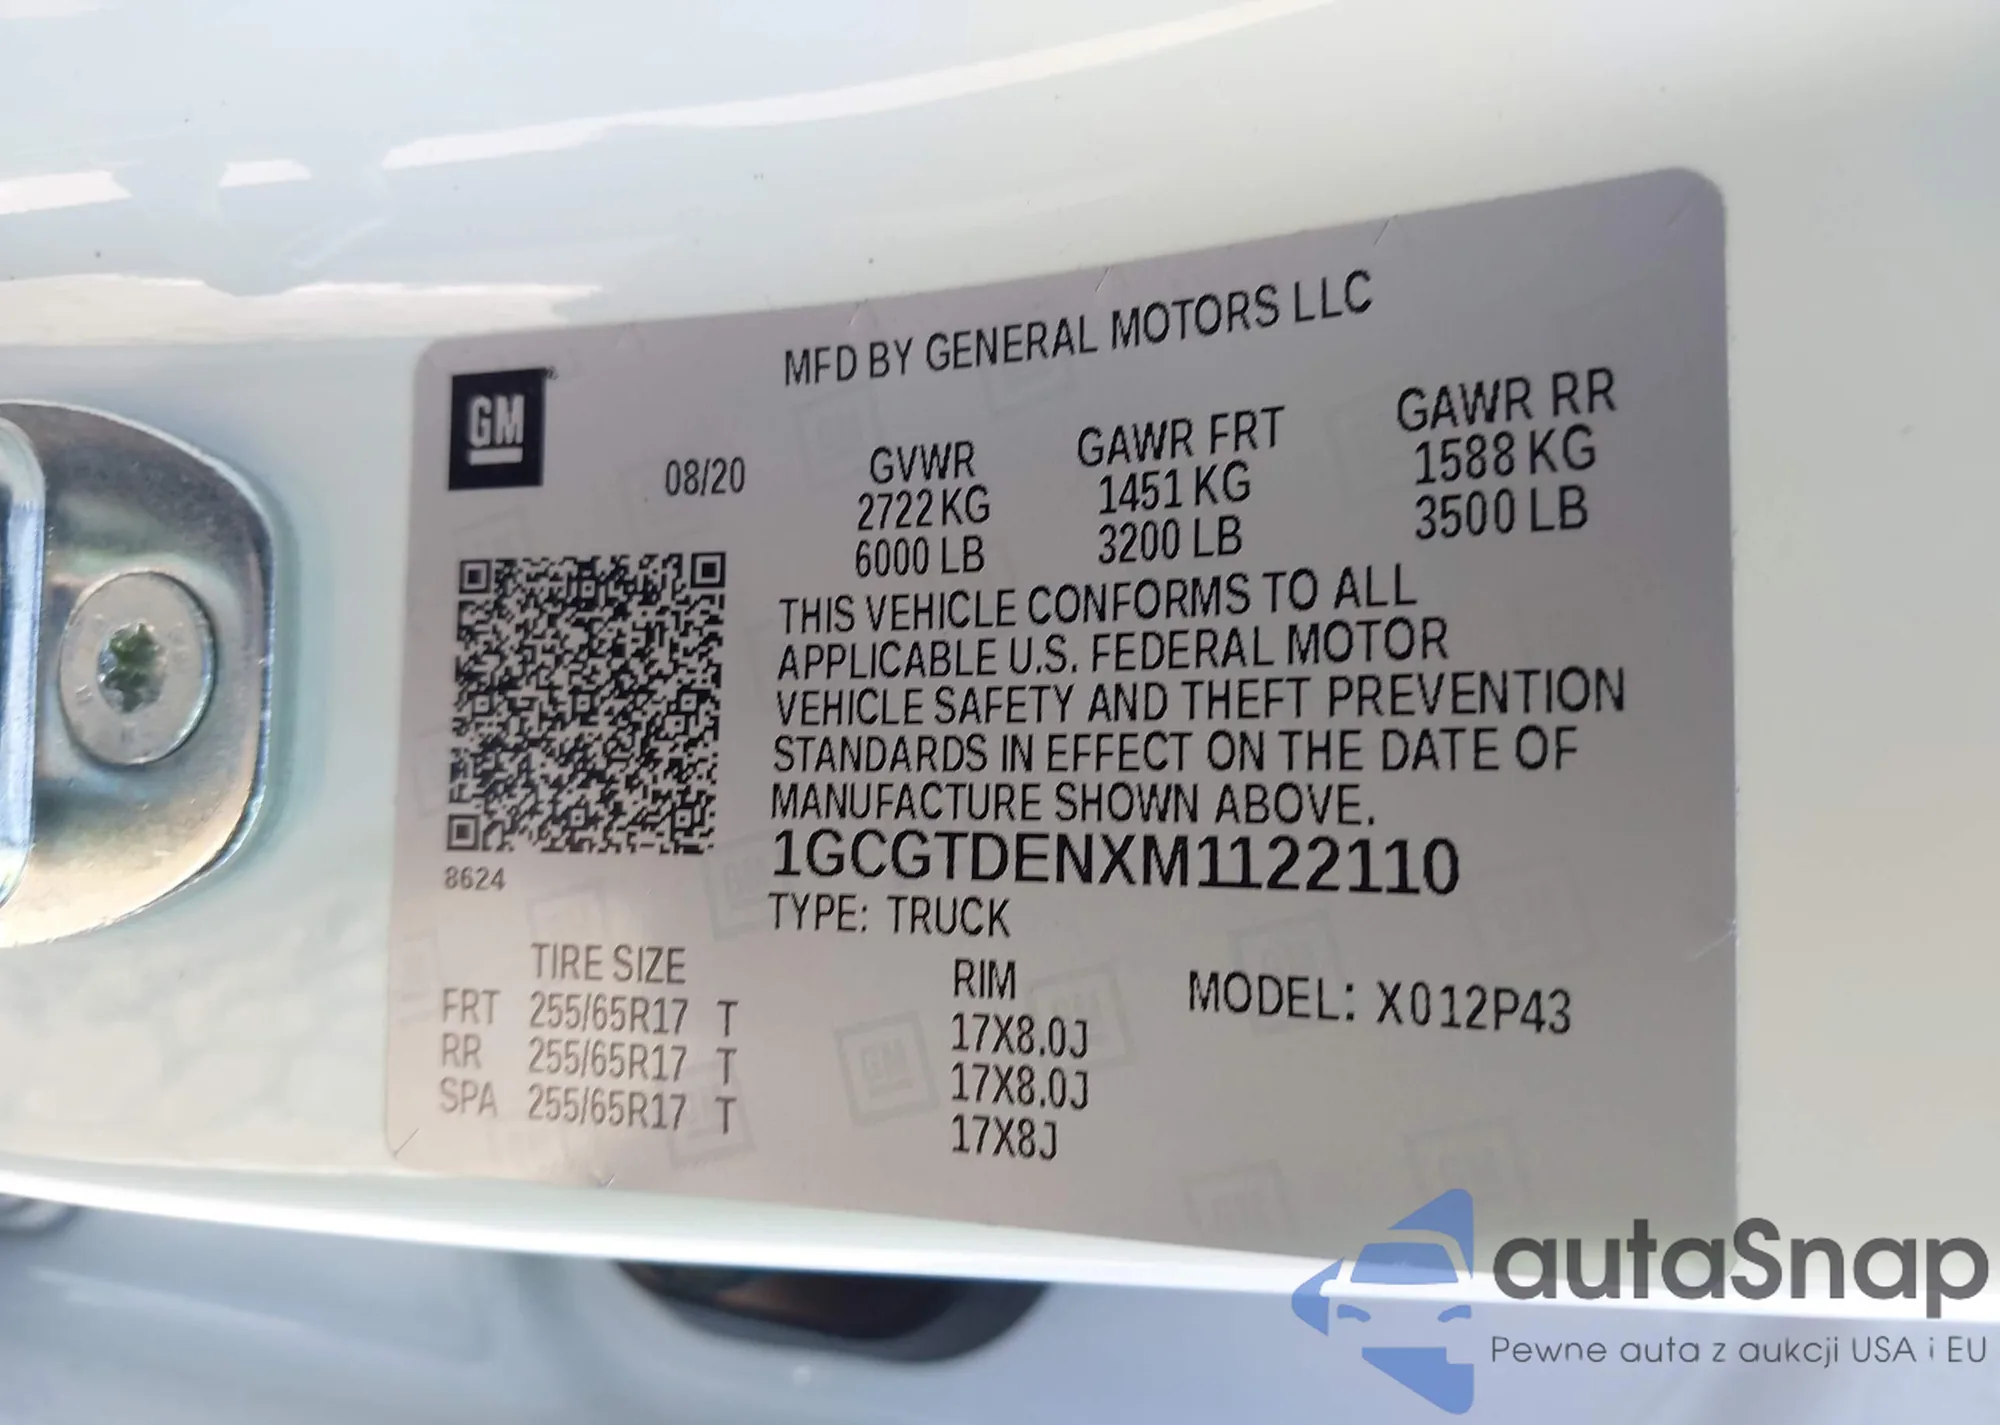 MFD BY GENERAL MOTORS LLC
GM
08/20
GVWR
2722 KG
6000 LB
GAWR FRT
1451 KG
3200 LB
GAWR RR
1588 KG
3500 LB
THIS VEHICLE CONFORMS TO ALL
APPLICABLE U.S. FEDERAL MOTOR
VEHICLE SAFETY AND THEFT PREVENTION
STANDARDS IN EFFECT ON THE DATE OF
MANUFACTURE SHOWN ABOVE.
1GCGTDENXM1122110
8624
TYPE: TRUCK
TIRE SIZE
FRT 255/65R17 T
RR 255/65R17 T
SPA 255/65R17 T
RIM
17X8.0J
17X8.0J
17X8J
MODEL: X012P43
autaSnap
Pewne auta z aukcji USA i EU